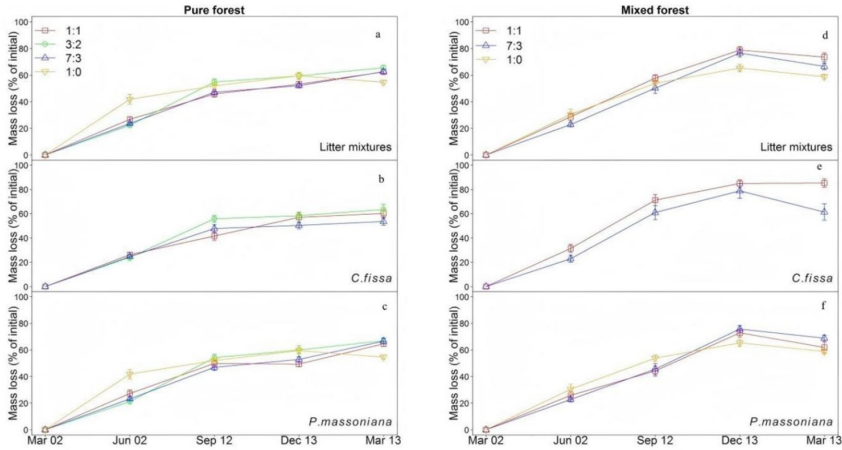 Pure forest
Mass loss (% of initial)
100
80
60
40
20
0
1:1
3:2
7:3
1:0
a
Litter mixtures
Mass loss (% of initial)
100
80
60
40
20
0
b
C.fissa
Mass loss (% of initial)
100
80
60
40
20
0
c
P.massoniana
Mar 02 Jun 02 Sep 12 Dec 13 Mar 13
Mixed forest
Mass loss (% of initial)
100
80
60
40
20
0
1:1
7:3
1:0
d
Litter mixtures
Mass loss (% of initial)
100
80
60
40
20
0
e
C.fissa
Mass loss (% of initial)
100
80
60
40
20
0
f
P.massoniana
Mar 02 Jun 02 Sep 12 Dec 13 Mar 13